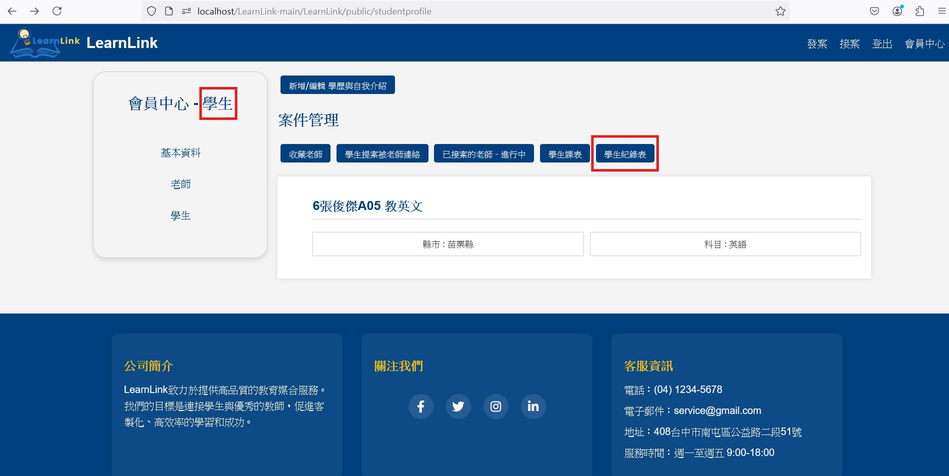 localhost/LearnLink-main/LearnLink/public/studentprofile
LearnLink LearnLink 發案 接案 登出 會員中心
會員中心 - 學生
基本資料
老師
學生
新增/編輯 學歷與自我介紹
案件管理
收藏老師 學生提案被老師連絡 已接案的老師 - 進行中 學生課表 學生紀錄表
6張俊傑A05 教英文
縣市 : 苗栗縣 科目 : 英語
公司簡介
LearnLink致力於提供高品質的教育媒合服務。
我們的目標是連接學生與優秀的教師，促進客
製化、高效率的學習和成功。
關注我們
客服資訊
電話：(04) 1234-5678
電子郵件：service@gmail.com
地址：408台中市南屯區公益路二段51號
服務時間：週一至週五 9:00-18:00